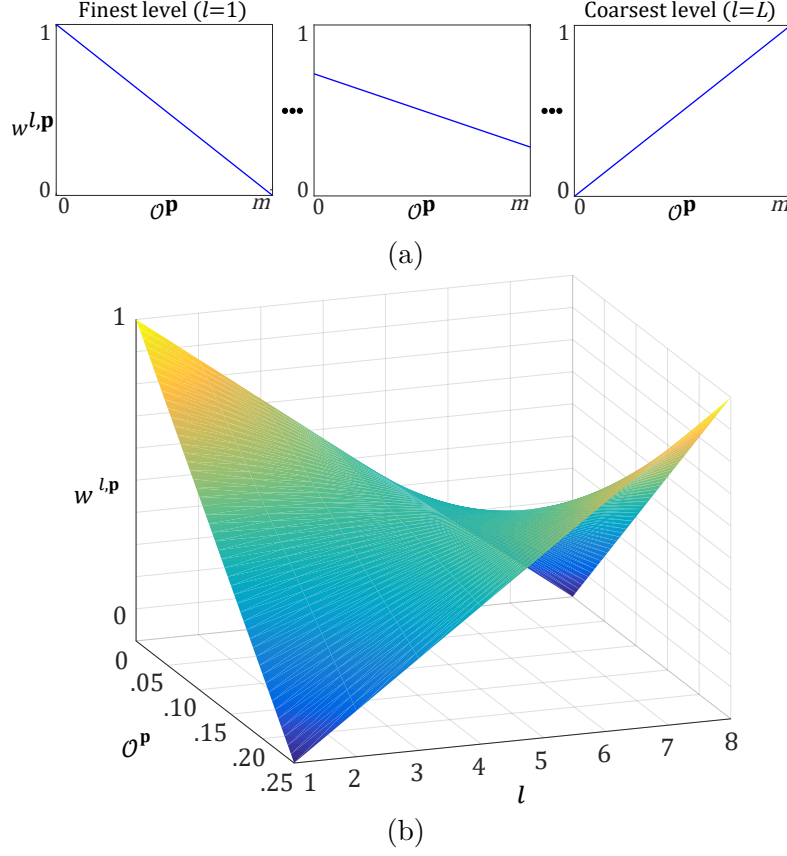 Finest level (l=1)
Coarsest level (l=L)
1
1
1
w^{l,p}
•••
•••
0
0
0
0
m
0
m
0
m
𝒪^p
𝒪^p
𝒪^p
(a)
1
w^{l,p}
0
0
.05
.10
.15
.20
.25
𝒪^p
1
2
3
4
5
6
7
8
l
(b)